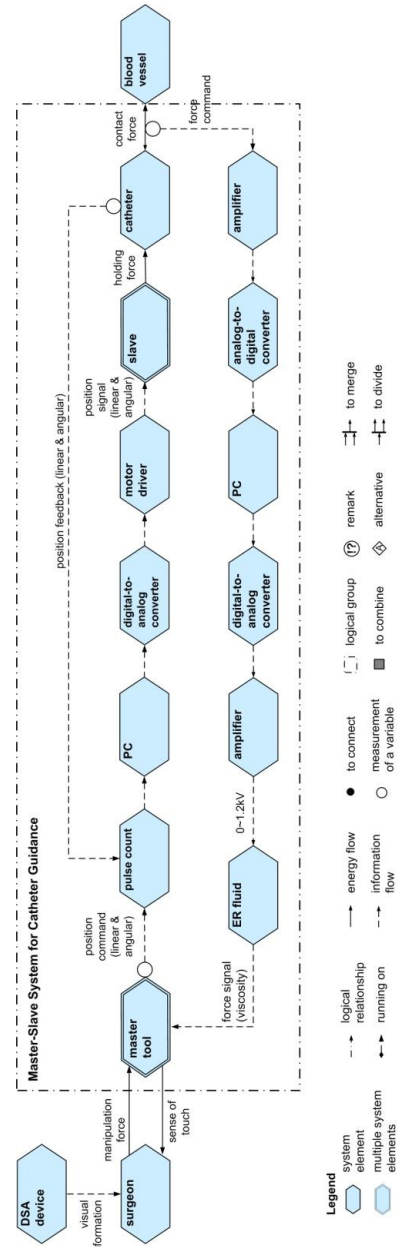 DSA
device
visual
formation
surgeon
manipulation
force
sense of
touch
Master-Slave System for Catheter Guidance
master
tool
position
command
(linear &
angular)
pulse count
PC
digital-to-
analog
converter
motor
driver
position
signal
(linear &
angular)
slave
holding
force
catheter
contact
force
blood
vessel
position feedback (linear & angular)
force
command
amplifier
analog-to-
digital
converter
PC
digital-to-
analog
converter
amplifier
0~1.2kV
ER fluid
force signal
(viscosity)
Legend
system
element
multiple system
elements
logical
relationship
running on
energy flow
information
flow
to connect
measurement
of a variable
logical group
to combine
(!?) remark
A alternative
to merge
to divide